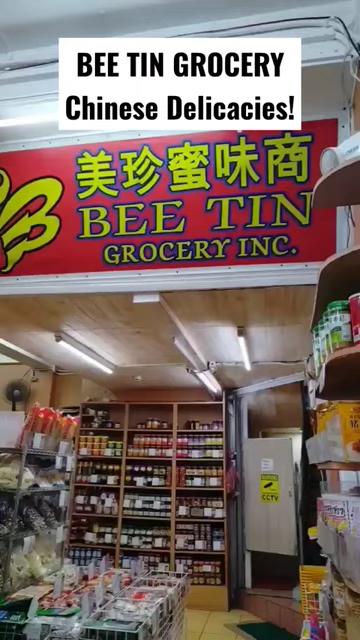 BEE TIN GROCERY
Chinese Delicacies!
美珍蜜味商
BEE TIN
GROCERY INC.
CCTV